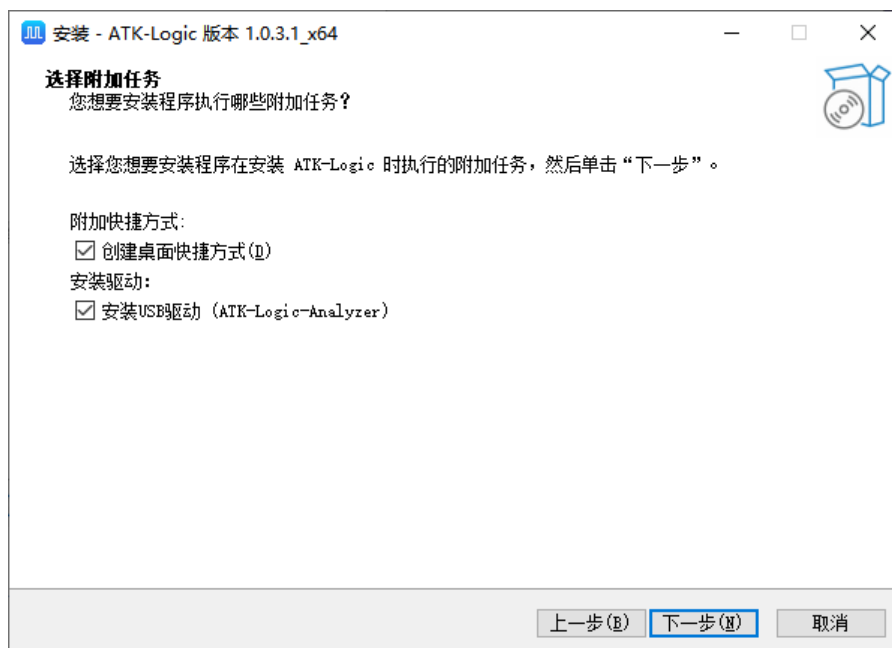 安装 - ATK-Logic 版本 1.0.3.1_x64
选择附加任务
您想要安装程序执行哪些附加任务？
选择您想要安装程序在安装 ATK-Logic 时执行的附加任务，然后单击“下一步”。
附加快捷方式:
创建桌面快捷方式(D)
安装驱动：
安装USB驱动 (ATK-Logic-Analyzer)
上一步(B) 下一步(N) 取消